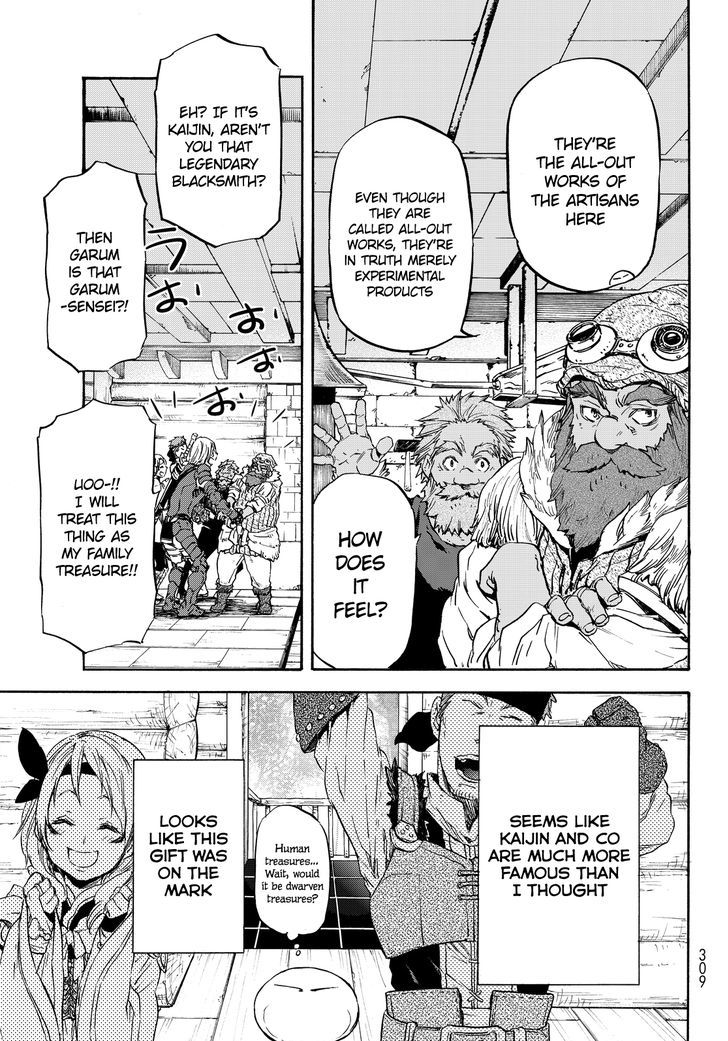 THEY'RE
THE ALL-OUT
WORKS OF
THE ARTISANS
HERE
EVEN THOUGH
THEY ARE
CALLED ALL-OUT
WORKS, THEY'RE
IN TRUTH MERELY
EXPERIMENTAL
PRODUCTS
HOW
DOES
IT
FEEL?
EH? IF IT'S
KAIJIN, AREN'T
YOU THAT
LEGENDARY
BLACKSMITH?
THEN
GARUM
IS THAT
GARUM
-SENSEI?!
うおおお
UOO-!!
I WILL
TREAT THIS
THING AS
MY FAMILY
TREASURE!!
SEEMS LIKE
KAIJIN AND CO
ARE MUCH MORE
FAMOUS THAN
I THOUGHT
Human
treasures...
Wait, would
it be dwarven
treasures?
LOOKS
LIKE THIS
GIFT WAS
ON THE
MARK
309